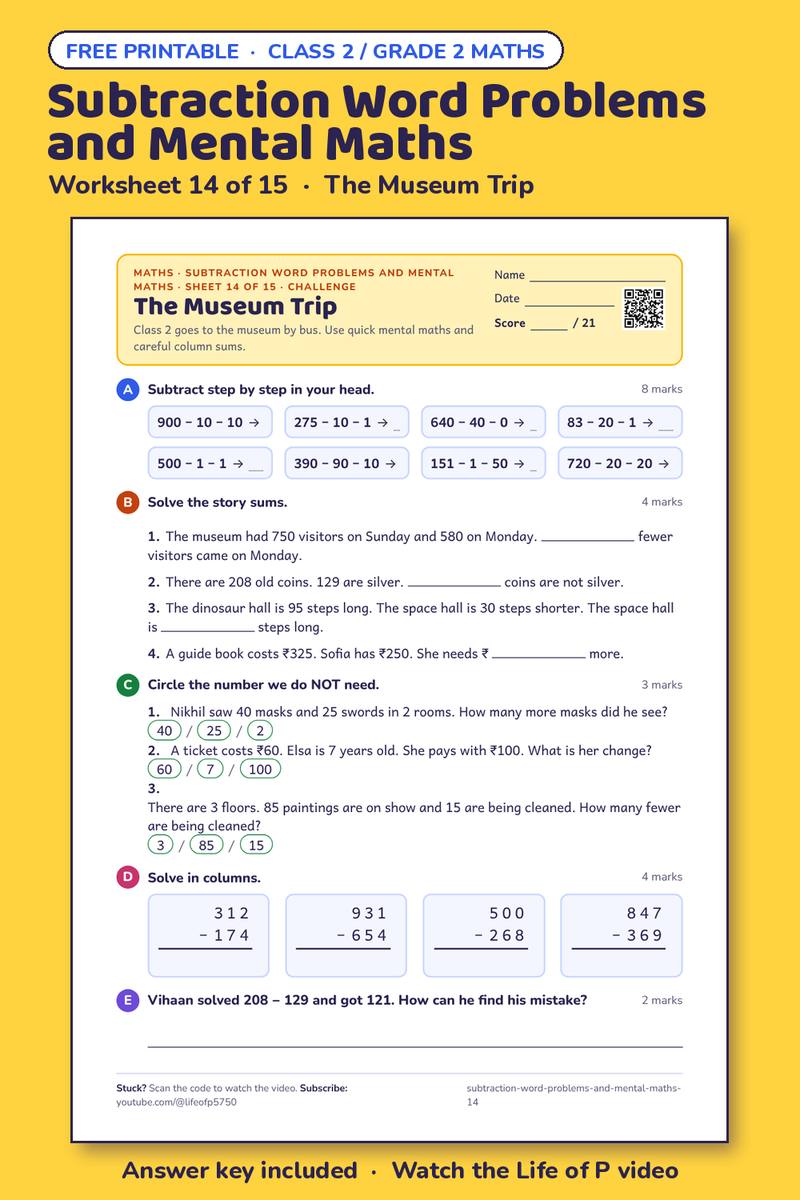 FREE PRINTABLE · CLASS 2 / GRADE 2 MATHS
Subtraction Word Problems
and Mental Maths
Worksheet 14 of 15 · The Museum Trip
MATHS · SUBTRACTION WORD PROBLEMS AND MENTAL
MATHS · SHEET 14 OF 15 · CHALLENGE
The Museum Trip
Class 2 goes to the museum by bus. Use quick mental maths and
careful column sums.
Name ____________
Date ____________
Score ______ / 21
A Subtract step by step in your head. 8 marks
900 − 10 − 10 → 275 − 10 − 1 → _ 640 − 40 − 0 → _ 83 − 20 − 1 → __
500 − 1 − 1 → __ 390 − 90 − 10 → 151 − 1 − 50 → _ 720 − 20 − 20 →
B Solve the story sums. 4 marks
1. The museum had 750 visitors on Sunday and 580 on Monday. ____________ fewer
visitors came on Monday.
2. There are 208 old coins. 129 are silver. ____________ coins are not silver.
3. The dinosaur hall is 95 steps long. The space hall is 30 steps shorter. The space hall
is ____________ steps long.
4. A guide book costs ₹325. Sofia has ₹250. She needs ₹ ____________ more.
C Circle the number we do NOT need. 3 marks
1. Nikhil saw 40 masks and 25 swords in 2 rooms. How many more masks did he see?
40 / 25 / 2
2. A ticket costs ₹60. Elsa is 7 years old. She pays with ₹100. What is her change?
60 / 7 / 100
3.
There are 3 floors. 85 paintings are on show and 15 are being cleaned. How many fewer
are being cleaned?
3 / 85 / 15
D Solve in columns. 4 marks
312 931 500 847
− 174 − 654 − 268 − 369
E Vihaan solved 208 − 129 and got 121. How can he find his mistake? 2 marks
Stuck? Scan the code to watch the video. Subscribe:
youtube.com/@lifeofp5750
subtraction-word-problems-and-mental-maths-
14
Answer key included · Watch the Life of P video